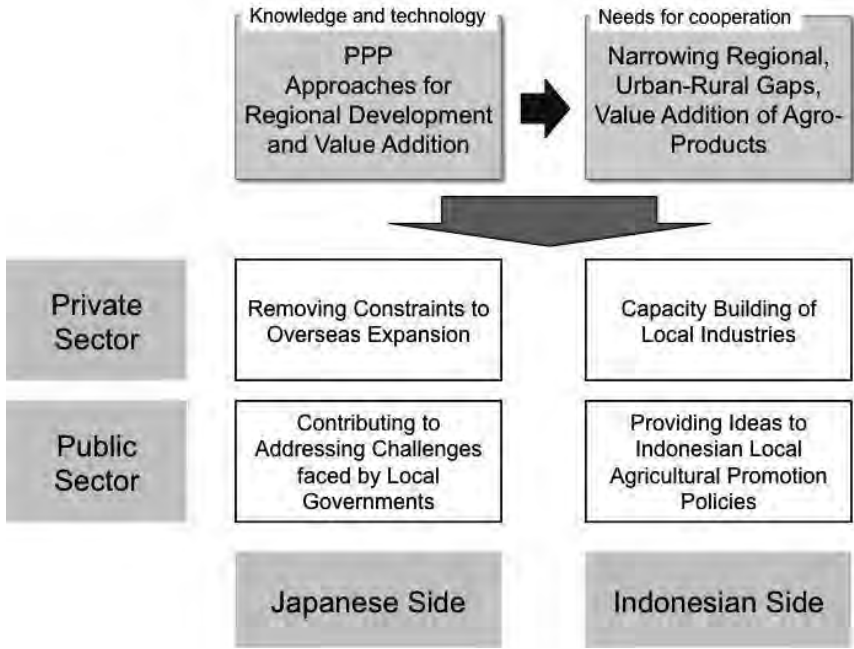 Knowledge and technology
PPP
Approaches for
Regional Development
and Value Addition
Needs for cooperation
Narrowing Regional,
Urban-Rural Gaps,
Value Addition of Agro-
Products
Private
Sector
Removing Constraints to
Overseas Expansion
Capacity Building of
Local Industries
Public
Sector
Contributing to
Addressing Challenges
faced by Local
Governments
Providing Ideas to
Indonesian Local
Agricultural Promotion
Policies
Japanese Side
Indonesian Side